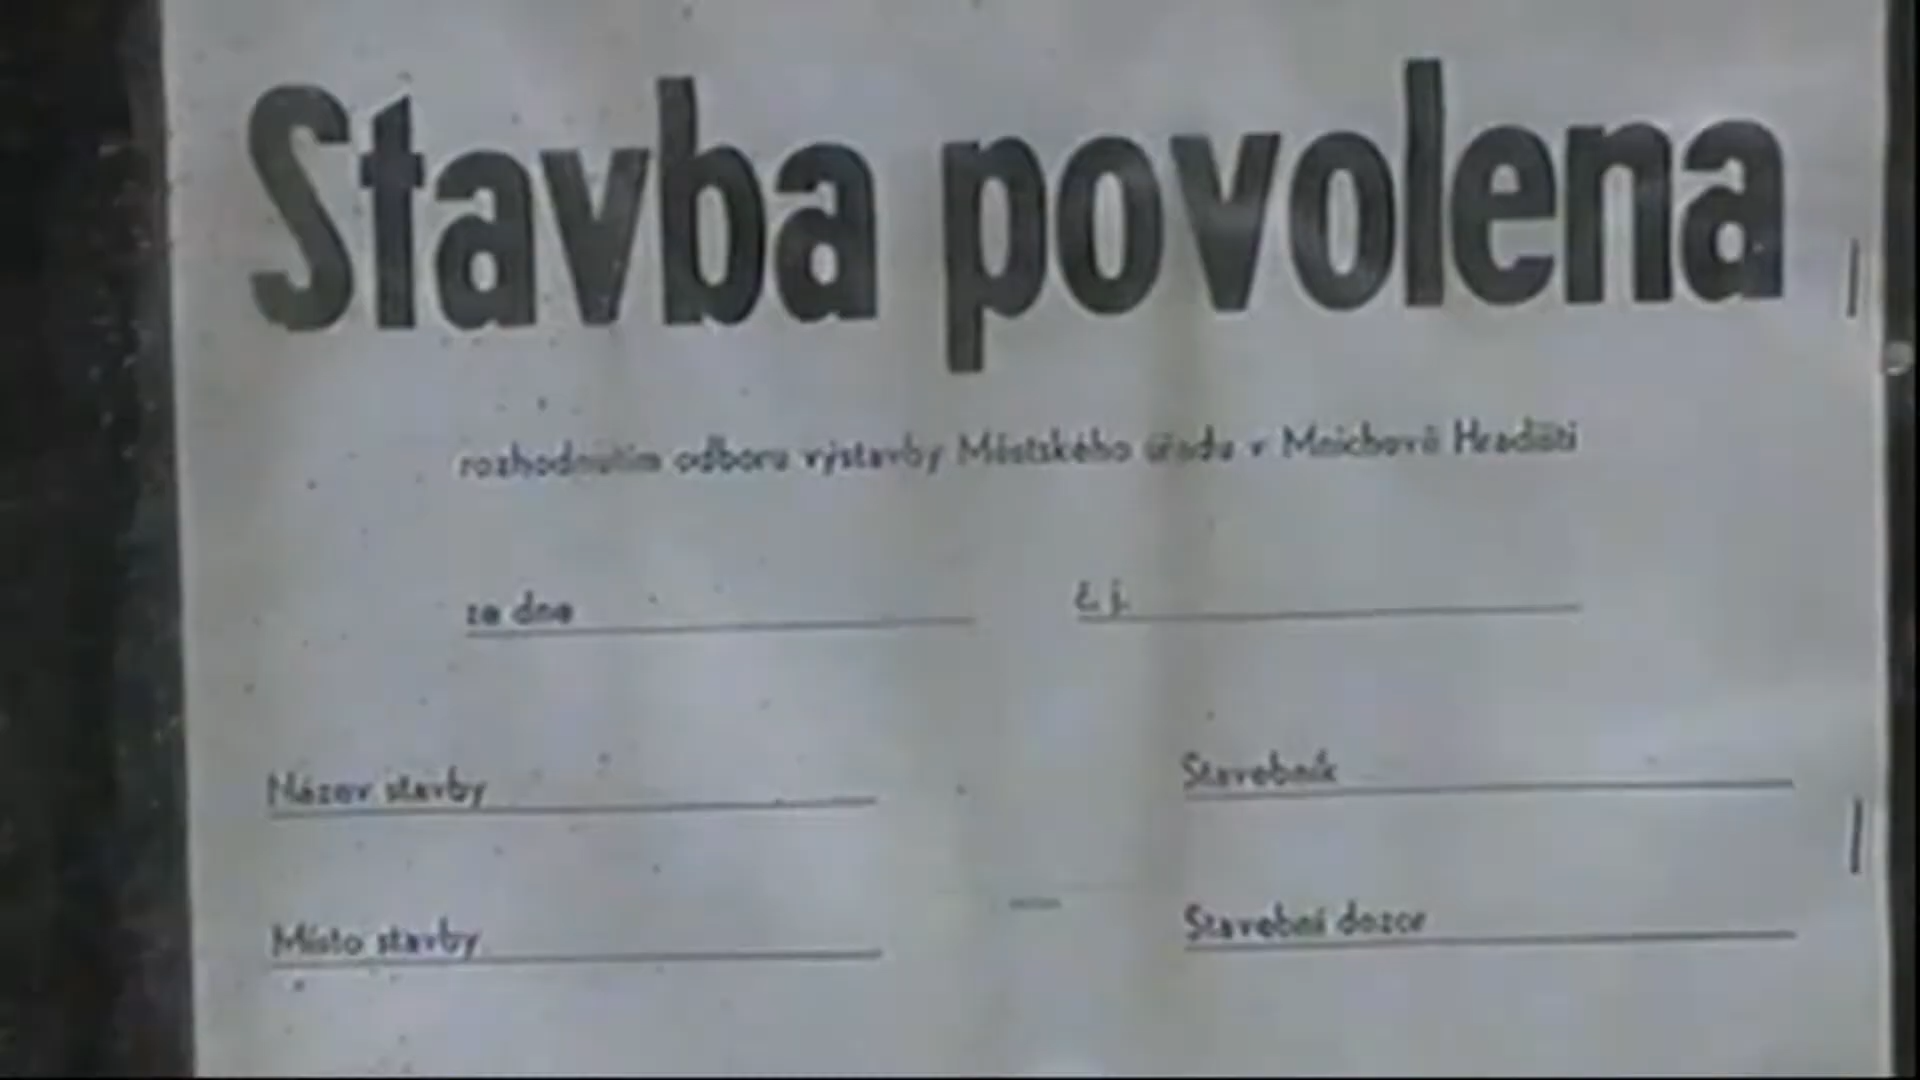 Stavba povolena
rozhodnutím odboru výstavby Městského úřadu v Mnichově Hradišti
ze dne
č. j.
Název stavby
Stavebník
Místo stavby
Stavební dozor